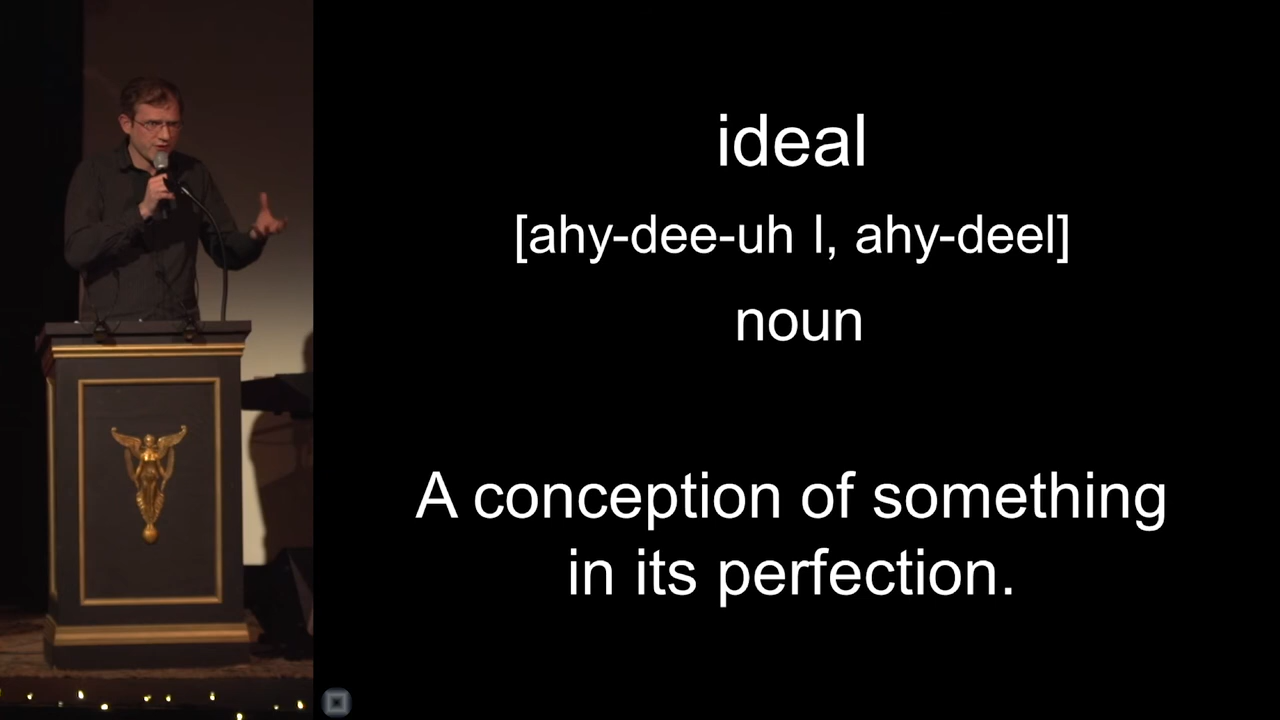 ideal
[ahy-dee-uh l, ahy-deel]
noun
A conception of something
in its perfection.